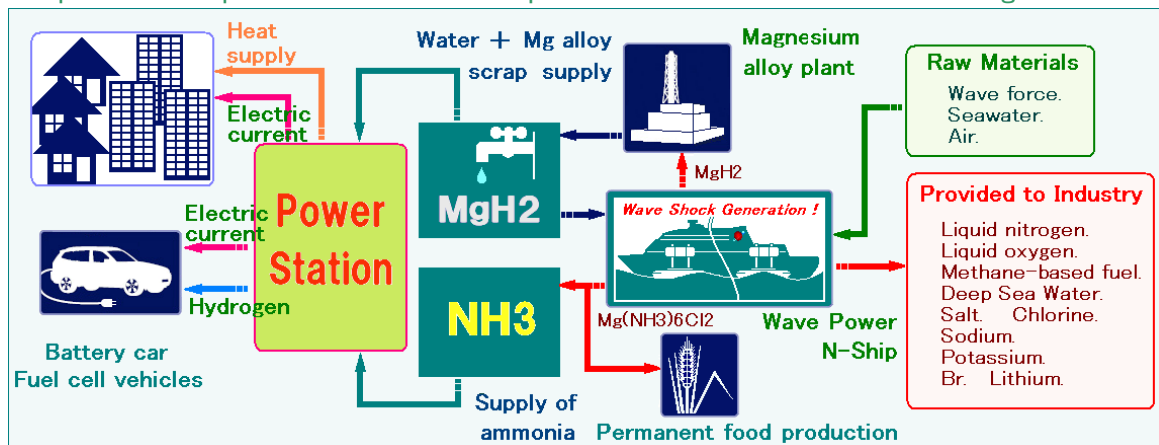 Heat
supply
Electric
current
Water + Mg alloy
scrap supply
Magnesium
alloy plant
Raw Materials
Wave force.
Seawater.
Air.
MgH2
MgH2
Power
Station
Wave Shock Generation !
Provided to Industry
Liquid nitrogen.
Liquid oxygen.
Methane-based fuel.
Deep Sea Water.
Salt. Chlorine.
Sodium.
Potassium.
Br. Lithium.
Electric
current
Hydrogen
NH3
Mg(NH3)6Cl2
Wave Power
N-Ship
Battery car
Fuel cell vehicles
Supply of
ammonia
Permanent food production